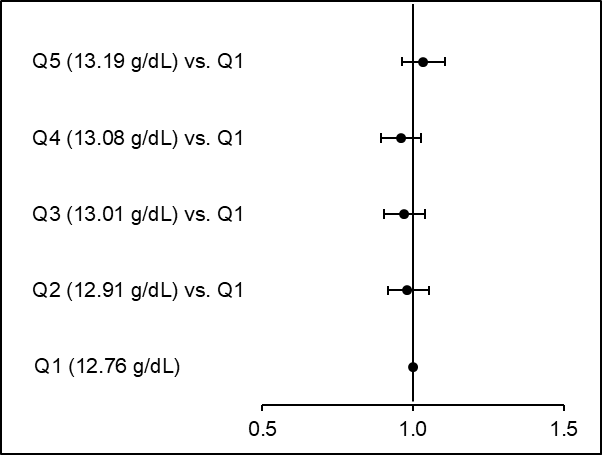 Q5 (13.19 g/dL) vs. Q1
Q4 (13.08 g/dL) vs. Q1
Q3 (13.01 g/dL) vs. Q1
Q2 (12.91 g/dL) vs. Q1
Q1 (12.76 g/dL)
0.5 1.0 1.5